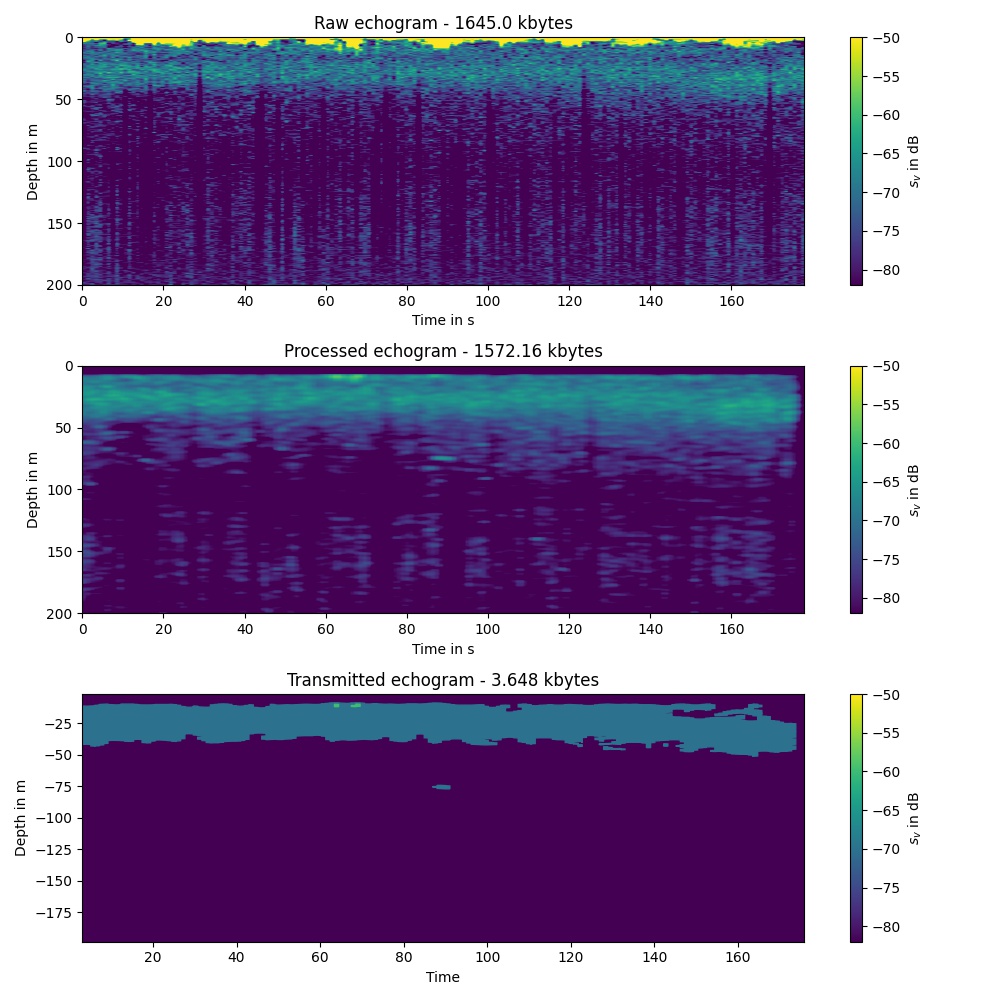 Raw echogram - 1645.0 kbytes
0
50
100
150
200
Depth in m
0 20 40 60 80 100 120 140 160
Time in s
−50
−55
−60
−65
−70
−75
−80
sv in dB
Processed echogram - 1572.16 kbytes
0
50
100
150
200
Depth in m
0 20 40 60 80 100 120 140 160
Time in s
−50
−55
−60
−65
−70
−75
−80
sv in dB
Transmitted echogram - 3.648 kbytes
−25
−50
−75
−100
−125
−150
−175
Depth in m
20 40 60 80 100 120 140 160
Time
−50
−55
−60
−65
−70
−75
−80
sv in dB